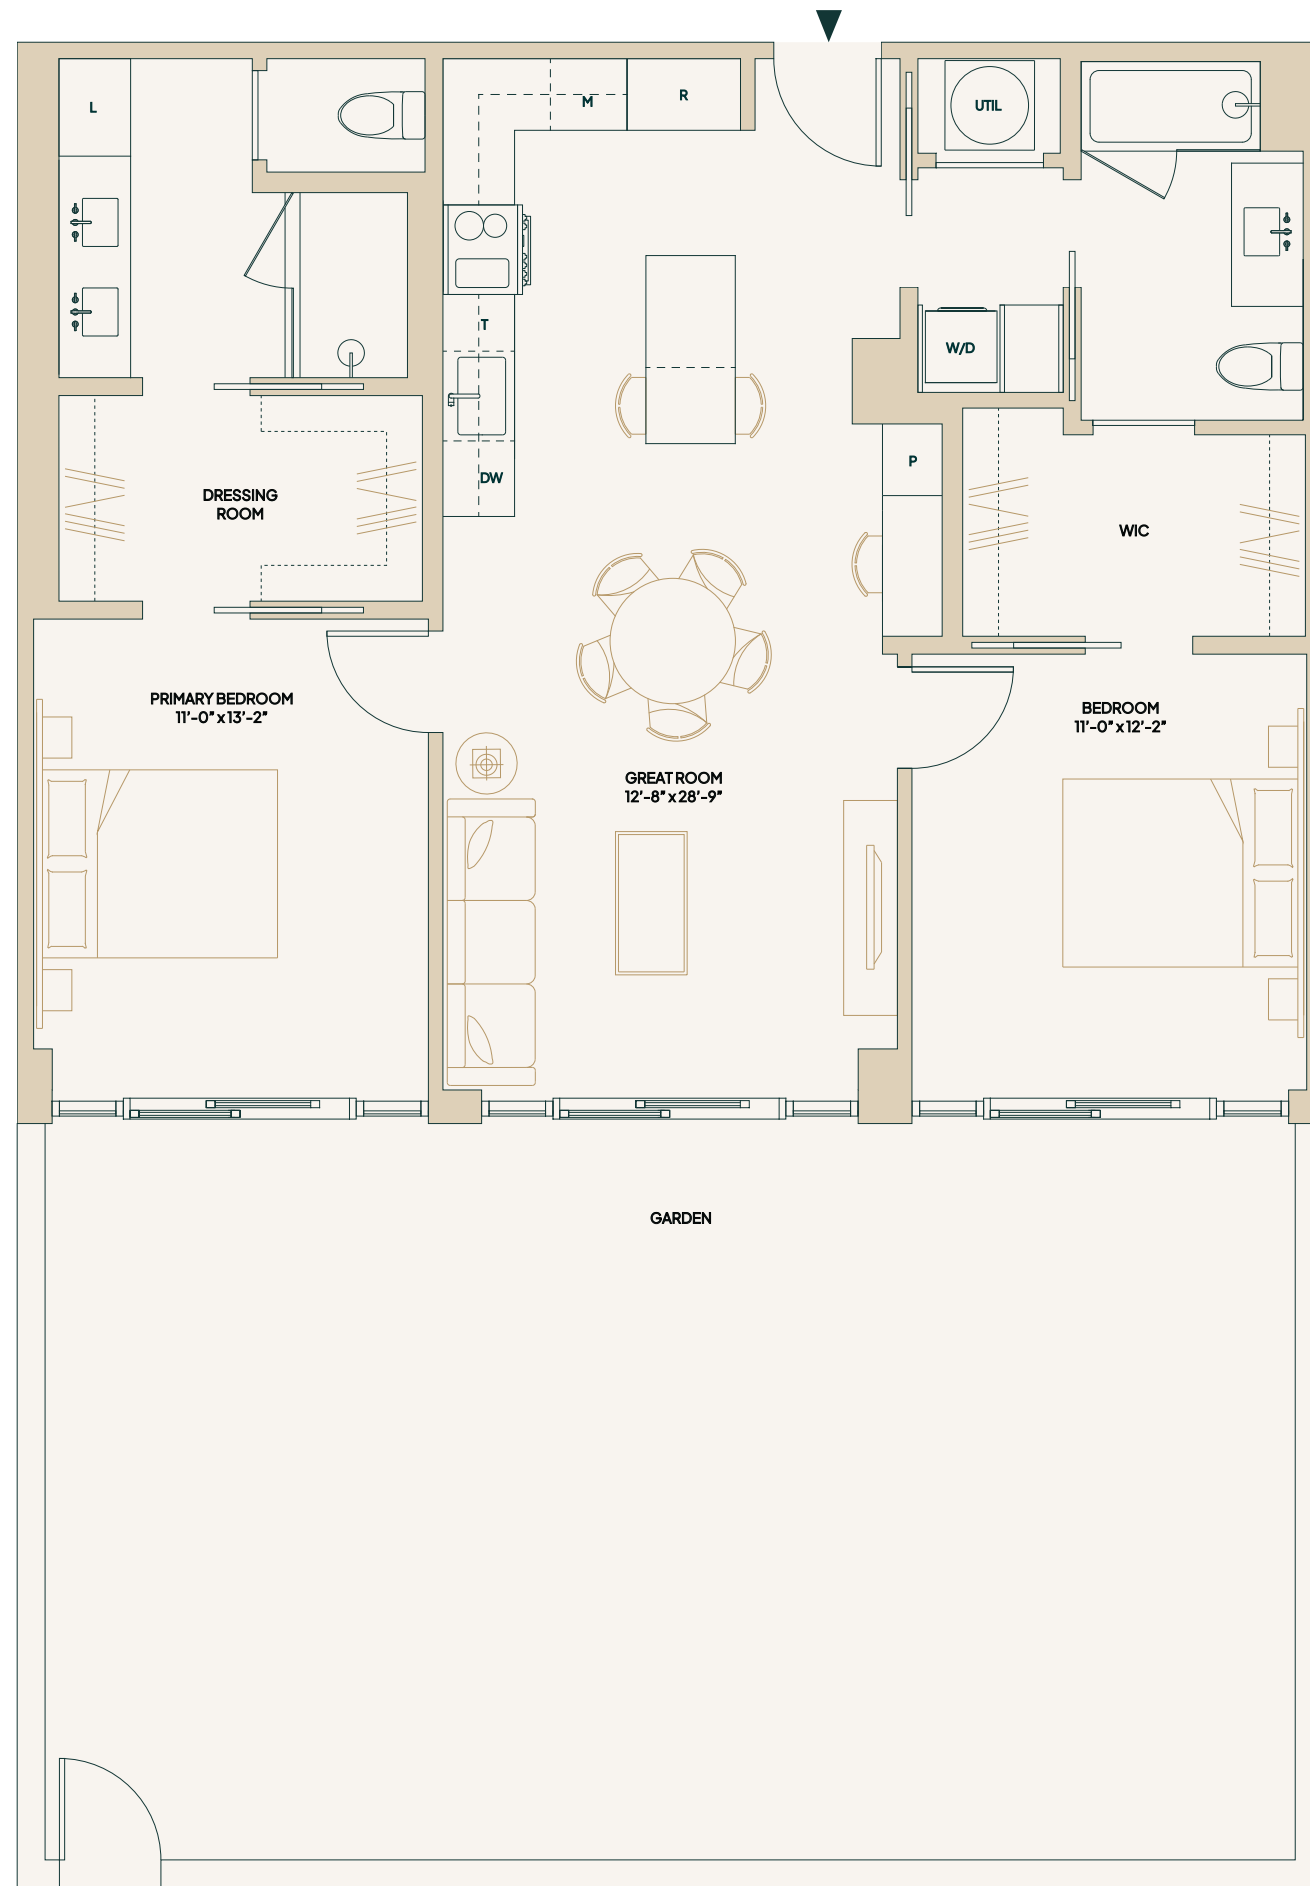 L
M
R
UTIL
T
W/D
P
DW
DRESSING
ROOM
WIC
PRIMARY BEDROOM
11'-0" x 13'-2"
BEDROOM
11'-0" x 12'-2"
GREAT ROOM
12'-8" x 28'-9"
GARDEN